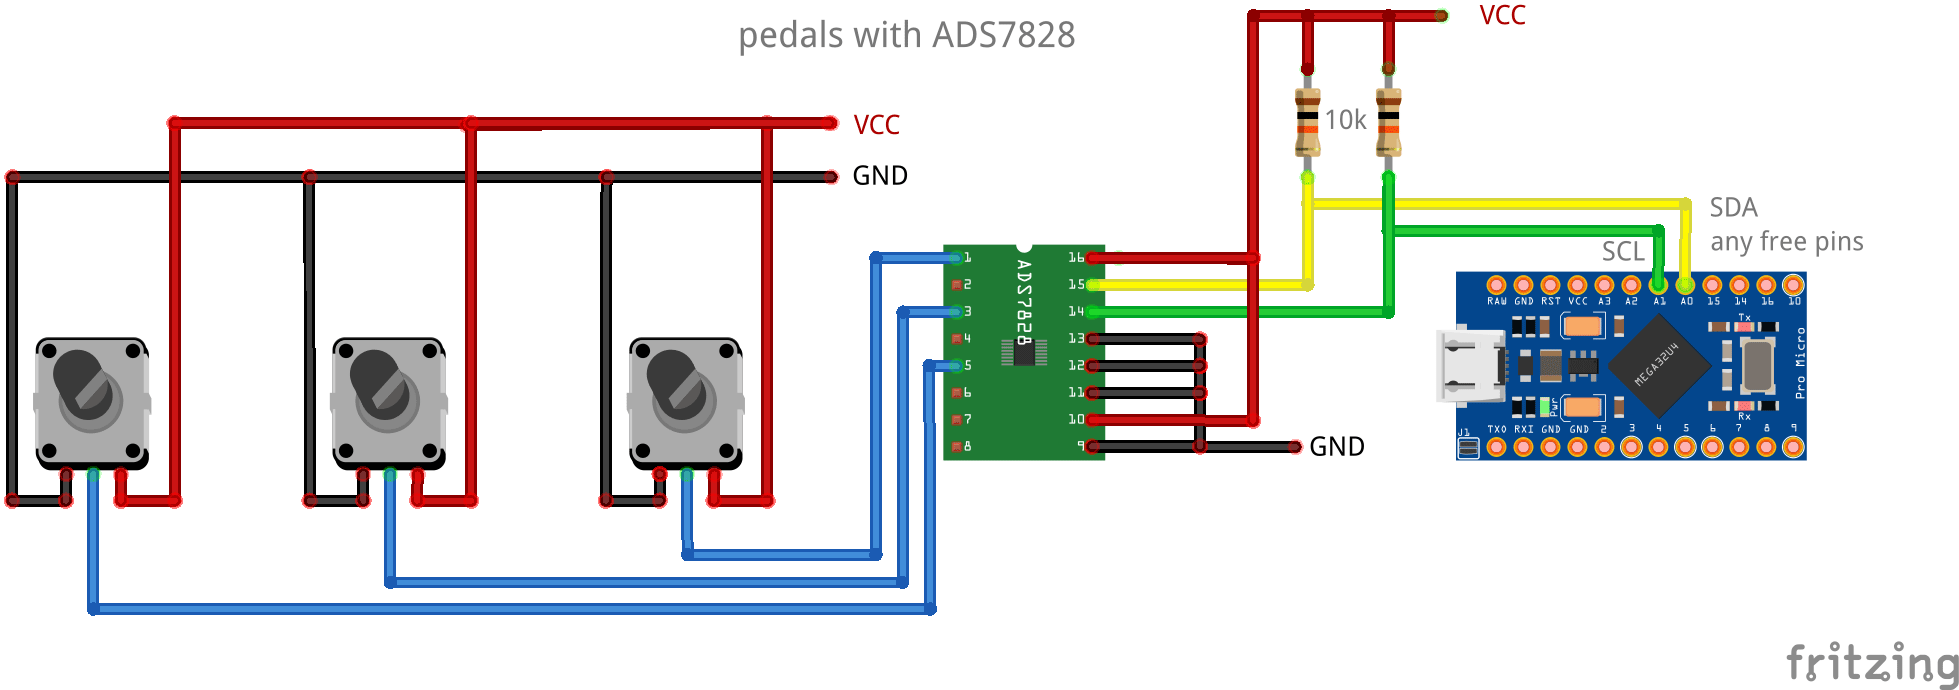 pedals with ADS7828
VCC
VCC
GND
10k
SDA
any free pins
SCL
1
2
3
4
5
6
7
8
ADS7828
16
15
14
13
12
11
10
9
GND
RAW GND RST VCC A3 A2 A1 A0 15 14 16 10
Tx
MEGA32U4
Pro Micro
Pwr
Rx
J1
TX0 RXI GND GND 2 3 4 5 6 7 8 9
fritzing